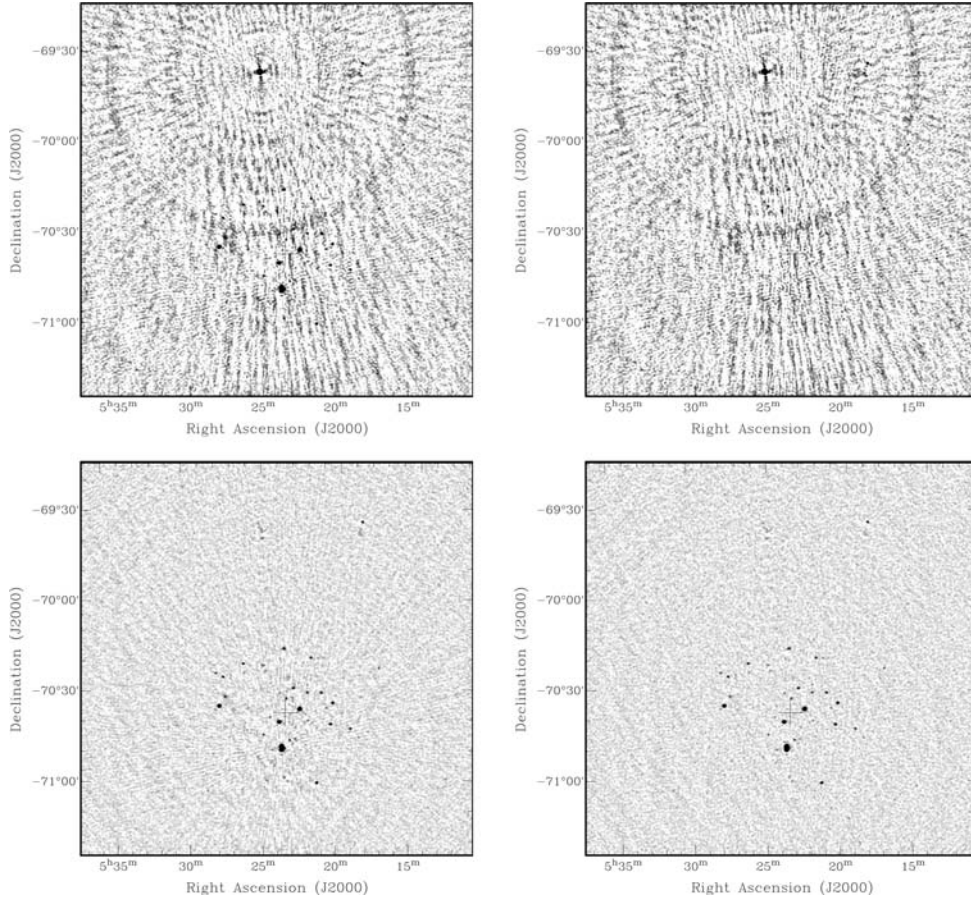 −69°30'
−70°00'
−70°30'
−71°00'
Declination (J2000)
5ʰ35ᵐ 30ᵐ 25ᵐ 20ᵐ 15ᵐ
Right Ascension (J2000)
−69°30'
−70°00'
−70°30'
−71°00'
Declination (J2000)
5ʰ35ᵐ 30ᵐ 25ᵐ 20ᵐ 15ᵐ
Right Ascension (J2000)
−69°30'
−70°00'
−70°30'
−71°00'
Declination (J2000)
5ʰ35ᵐ 30ᵐ 25ᵐ 20ᵐ 15ᵐ
Right Ascension (J2000)
−69°30'
−70°00'
−70°30'
−71°00'
Declination (J2000)
5ʰ35ᵐ 30ᵐ 25ᵐ 20ᵐ 15ᵐ
Right Ascension (J2000)